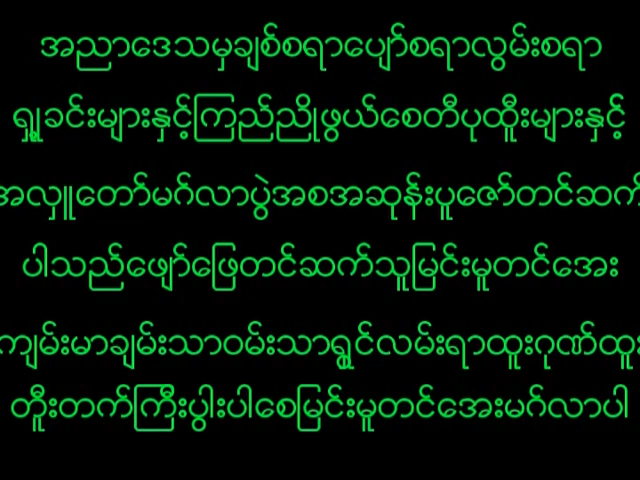 အညာဒေသမှချစ်စရာပျော်စရာလွမ်းစရာ
ရှုခင်းများနှင့်ကြည်ညိုဖွယ်စေတီပုထိုးများနှင့်
အလှူတော်မင်္ဂလာပွဲအစအဆုန်းပူဇော်တင်ဆက်
ပါသည်ဖျော်ဖြေတင်ဆက်သူမြင်းမူတင်အေး
ကျမ်းမာချမ်းသာဝမ်းသာရွှင်လမ်းရာထူးဂုဏ်ထူး
တိုးတက်ကြီးပွါးပါစေမြင်းမူတင်အေးမင်္ဂလာပါ